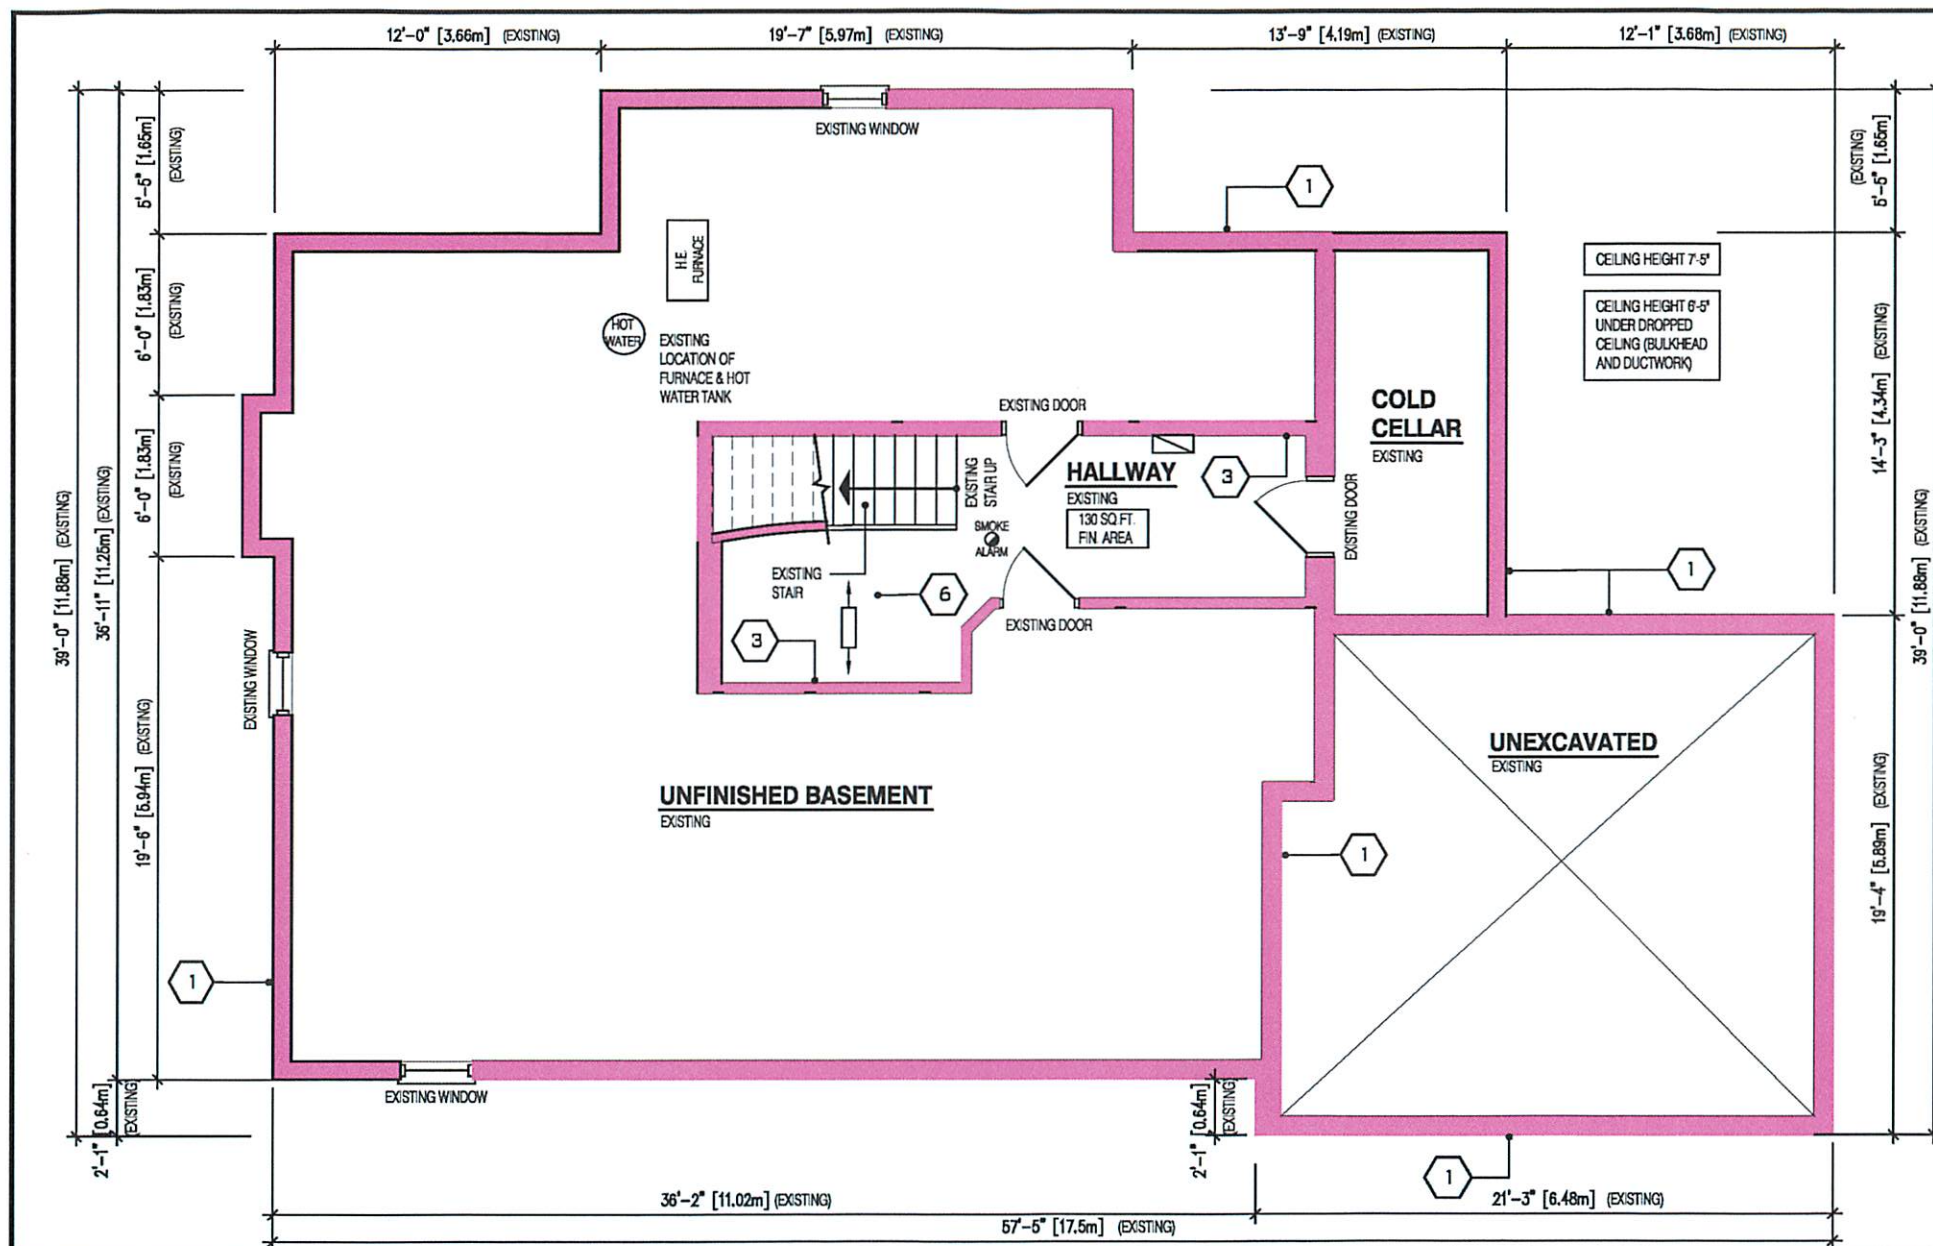 12'-0" [3.66m] (EXISTING)
19'-7" [5.97m] (EXISTING)
13'-9" [4.19m] (EXISTING)
12'-1" [3.68m] (EXISTING)
5'-5" [1.65m]
(EXISTING)
6'-0" [1.83m]
(EXISTING)
6'-0" [1.83m]
(EXISTING)
39'-0" [11.88m] (EXISTING)
36'-11" [11.25m] (EXISTING)
19'-6" [5.94m] (EXISTING)
2'-1" [0.64m]
(EXISTING)
EXISTING WINDOW
1
H.E.
FURNACE
HOT
WATER
EXISTING
LOCATION OF
FURNACE & HOT
WATER TANK
(EXISTING)
5'-5" [1.65m]
CEILING HEIGHT 7'-5"
CEILING HEIGHT 6'-5"
UNDER DROPPED
CEILING (BULKHEAD
AND DUCTWORK)
14'-3" [4.34m] (EXISTING)
39'-0" [11.88m] (EXISTING)
COLD
CELLAR
EXISTING
EXISTING DOOR
HALLWAY
EXISTING
130 SQ.FT.
FIN. AREA
3
EXISTING DOOR
EXISTING
STAIR UP
SMOKE
ALARM
EXISTING
STAIR
6
3
EXISTING DOOR
1
EXISTING WINDOW
UNEXCAVATED
EXISTING
UNFINISHED BASEMENT
EXISTING
1
19'-4" [5.89m] (EXISTING)
1
EXISTING WINDOW
2'-1" [0.64m]
(EXISTING)
1
36'-2" [11.02m] (EXISTING)
21'-3" [6.48m] (EXISTING)
57'-5" [17.5m] (EXISTING)